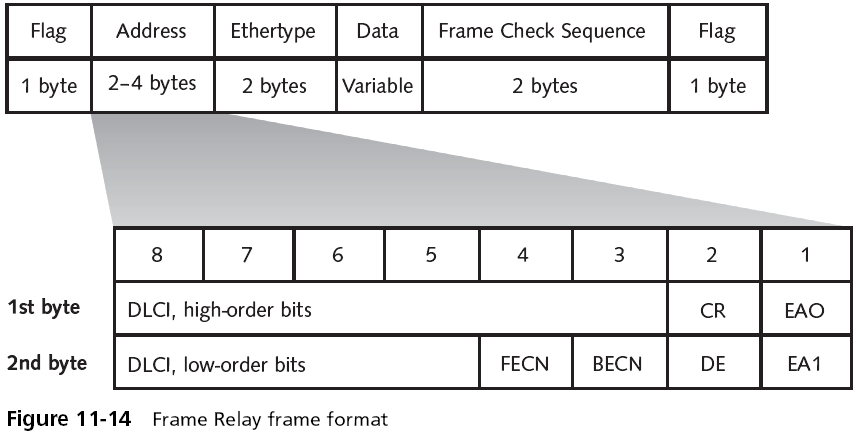 Flag Address Ethertype Data Frame Check Sequence Flag
1 byte 2–4 bytes 2 bytes Variable 2 bytes 1 byte
8 7 6 5 4 3 2 1
1st byte DLCI, high-order bits CR EAO
2nd byte DLCI, low-order bits FECN BECN DE EA1
Figure 11-14 Frame Relay frame format